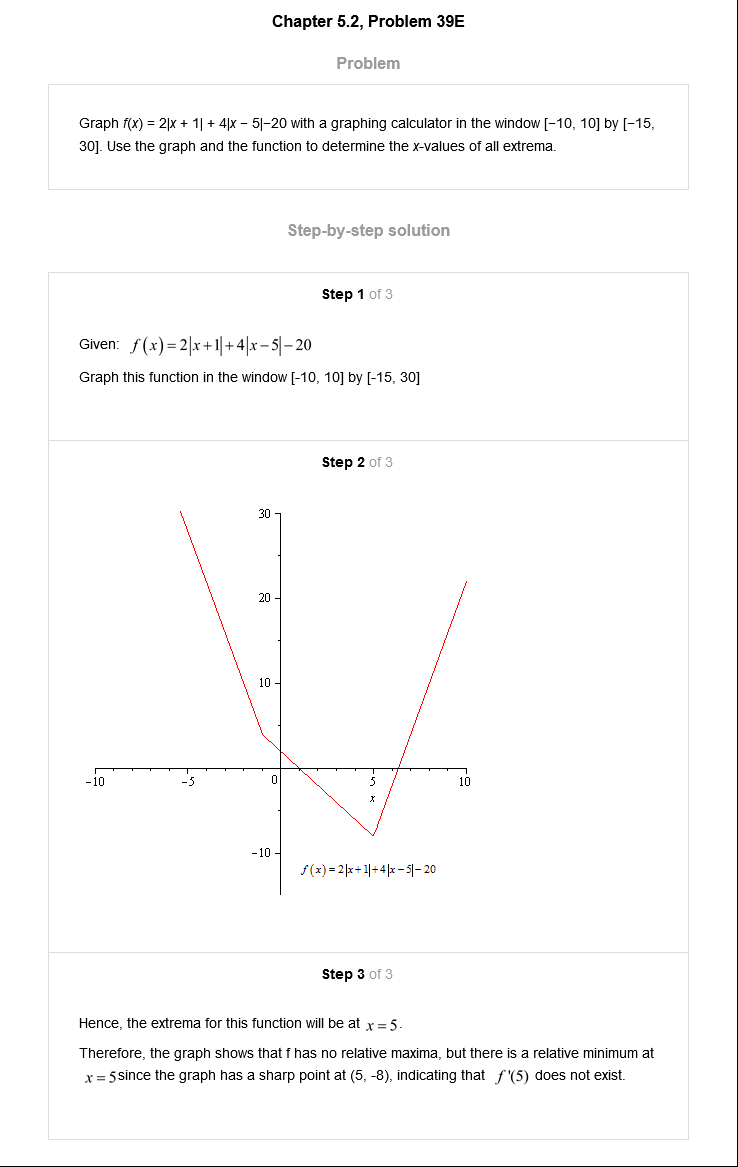 Chapter 5.2, Problem 39E
Problem
Graph f(x) = 2|x + 1| + 4|x − 5|−20 with a graphing calculator in the window [−10, 10] by [−15,
30]. Use the graph and the function to determine the x-values of all extrema.
Step-by-step solution
Step 1 of 3
Given: f(x) = 2|x+1|+4|x−5|−20
Graph this function in the window [-10, 10] by [-15, 30]
Step 2 of 3
30
20
10
-10 -5 0 5 10
x
-10
f(x) = 2|x+1|+4|x−5|−20
Step 3 of 3
Hence, the extrema for this function will be at x = 5.
Therefore, the graph shows that f has no relative maxima, but there is a relative minimum at
x = 5 since the graph has a sharp point at (5, -8), indicating that f '(5) does not exist.